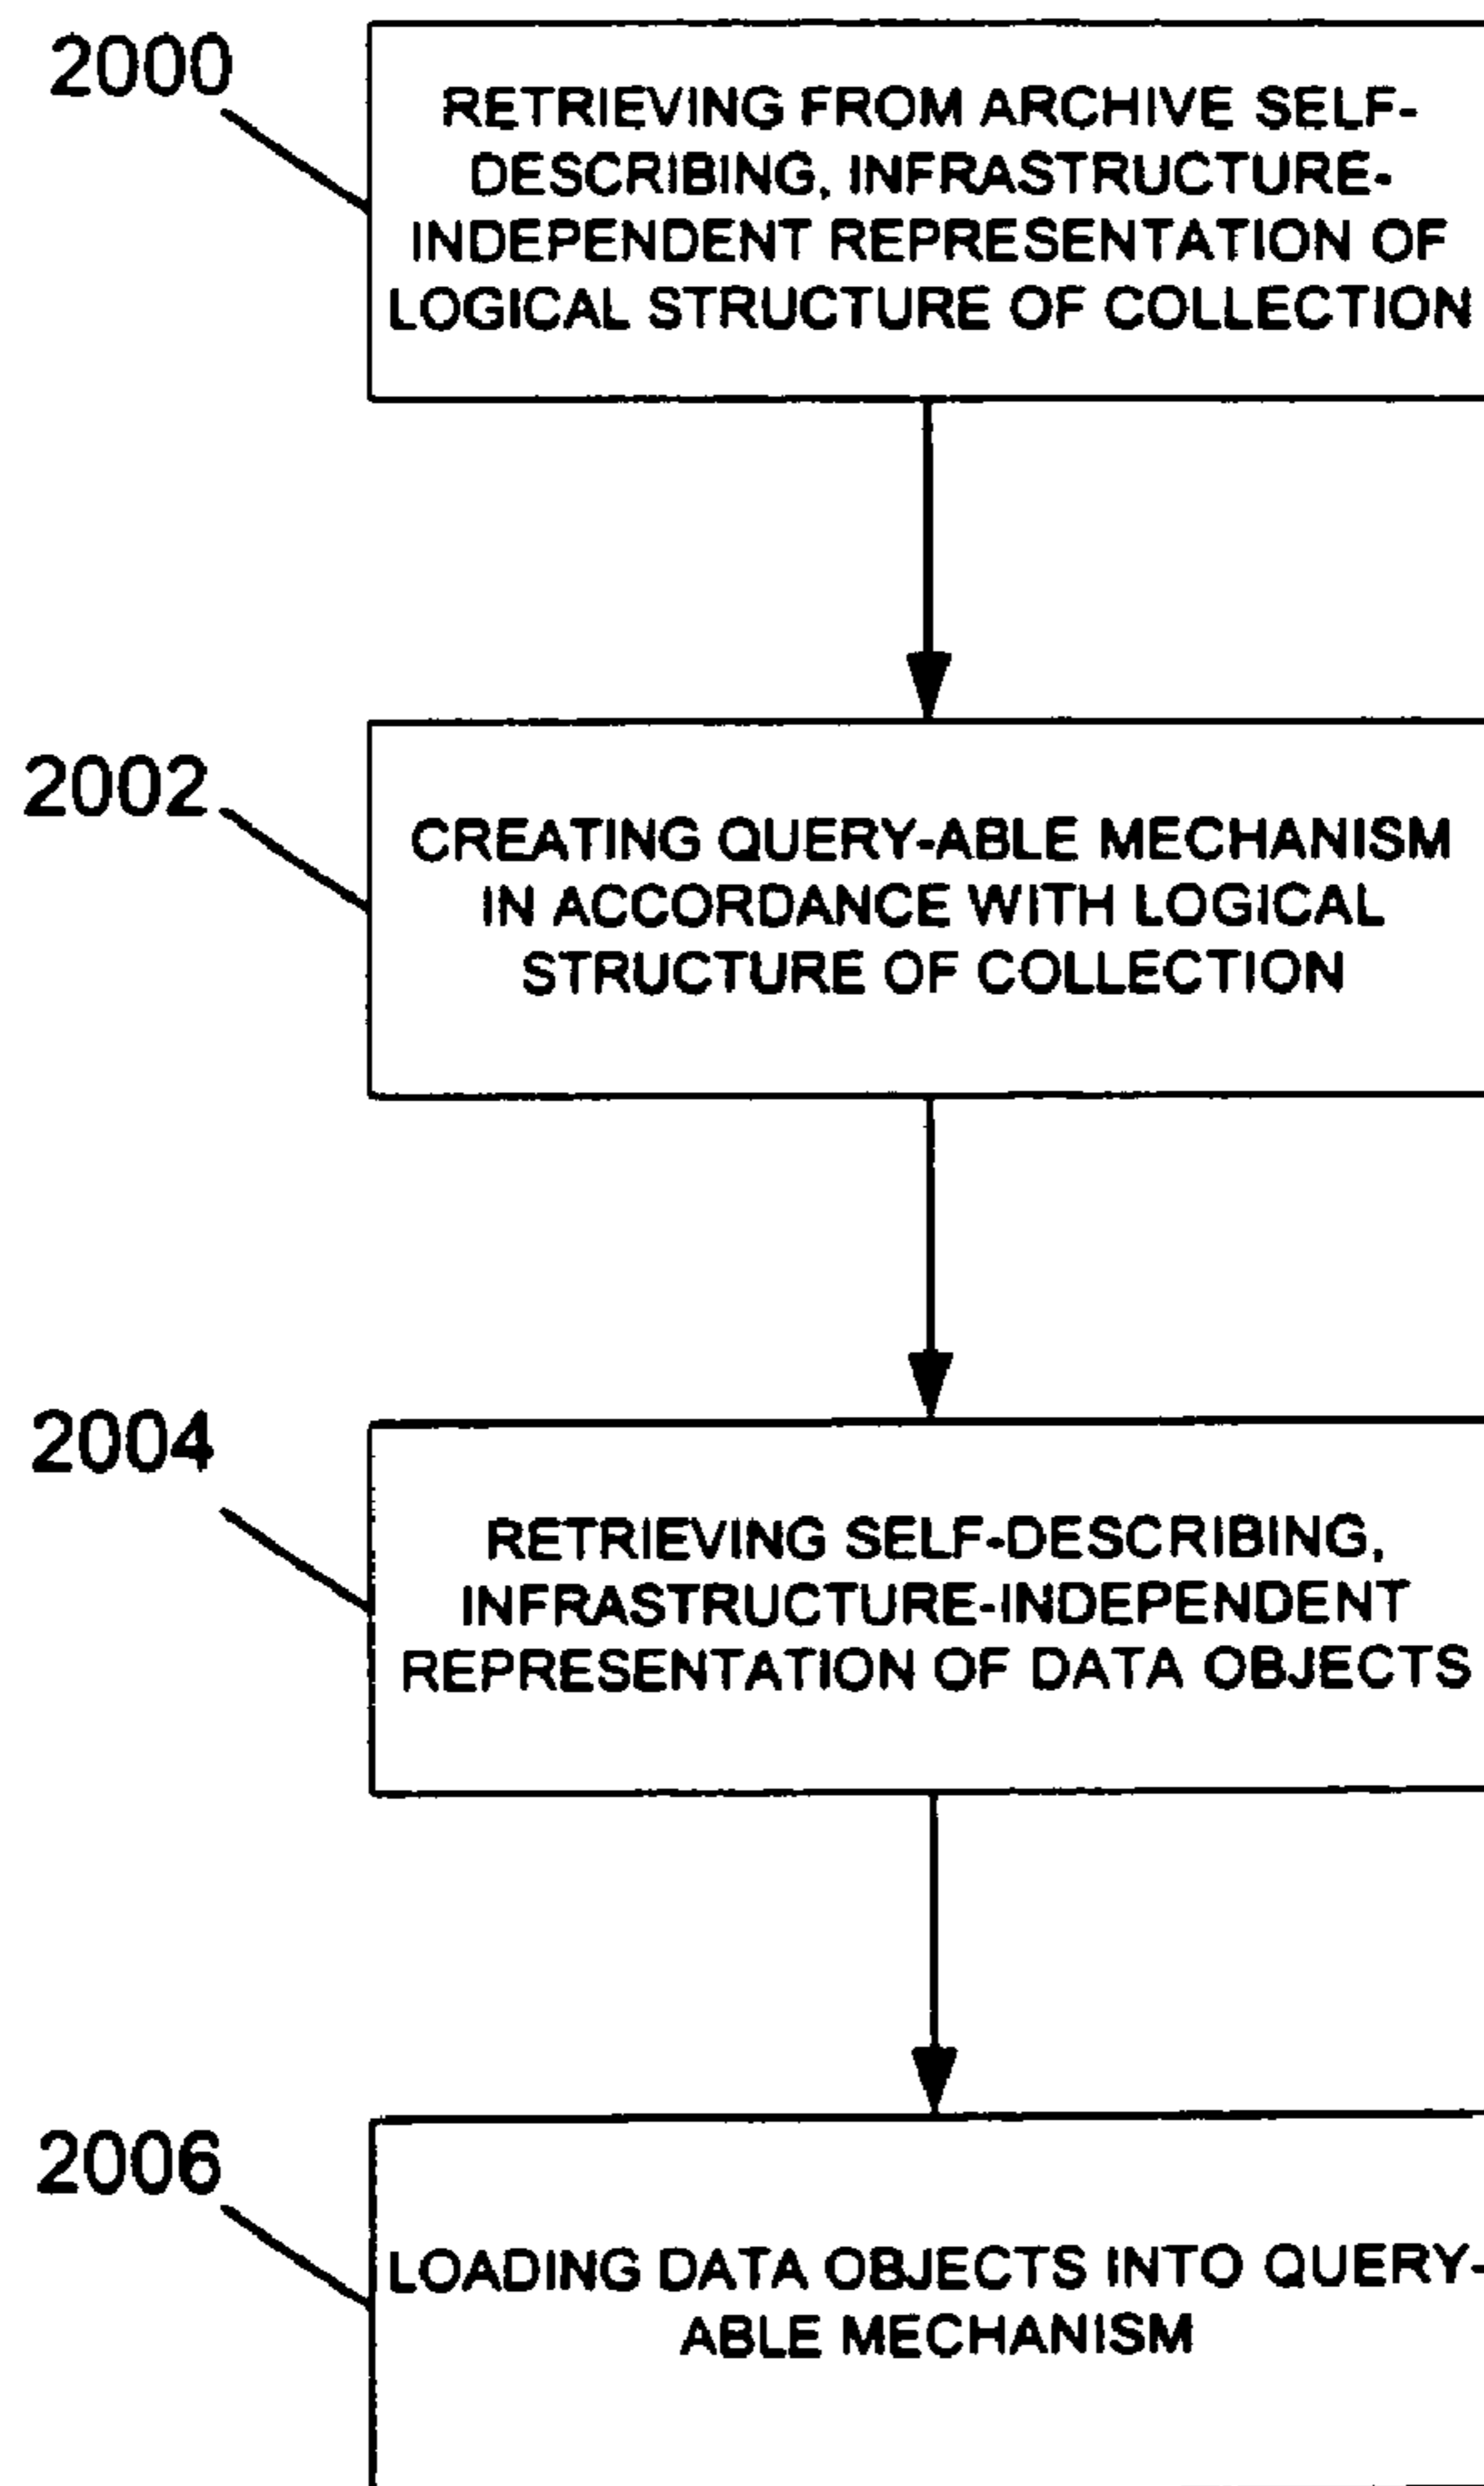 2000
RETRIEVING FROM ARCHIVE SELF-
DESCRIBING, INFRASTRUCTURE-
INDEPENDENT REPRESENTATION OF
LOGICAL STRUCTURE OF COLLECTION
2002
CREATING QUERY-ABLE MECHANISM
IN ACCORDANCE WITH LOGICAL
STRUCTURE OF COLLECTION
2004
RETRIEVING SELF-DESCRIBING,
INFRASTRUCTURE-INDEPENDENT
REPRESENTATION OF DATA OBJECTS
2006
LOADING DATA OBJECTS INTO QUERY-
ABLE MECHANISM